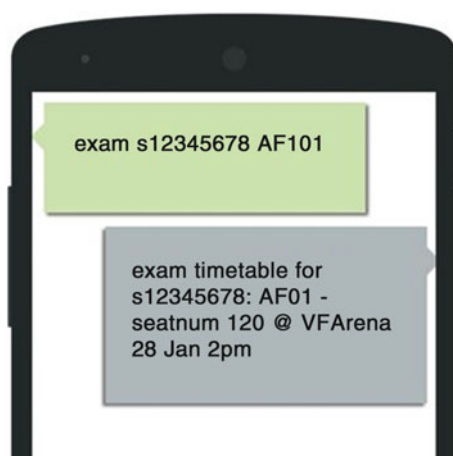 exam s12345678 AF101
exam timetable for
s12345678: AF01 -
seatnum 120 @ VFArena
28 Jan 2pm